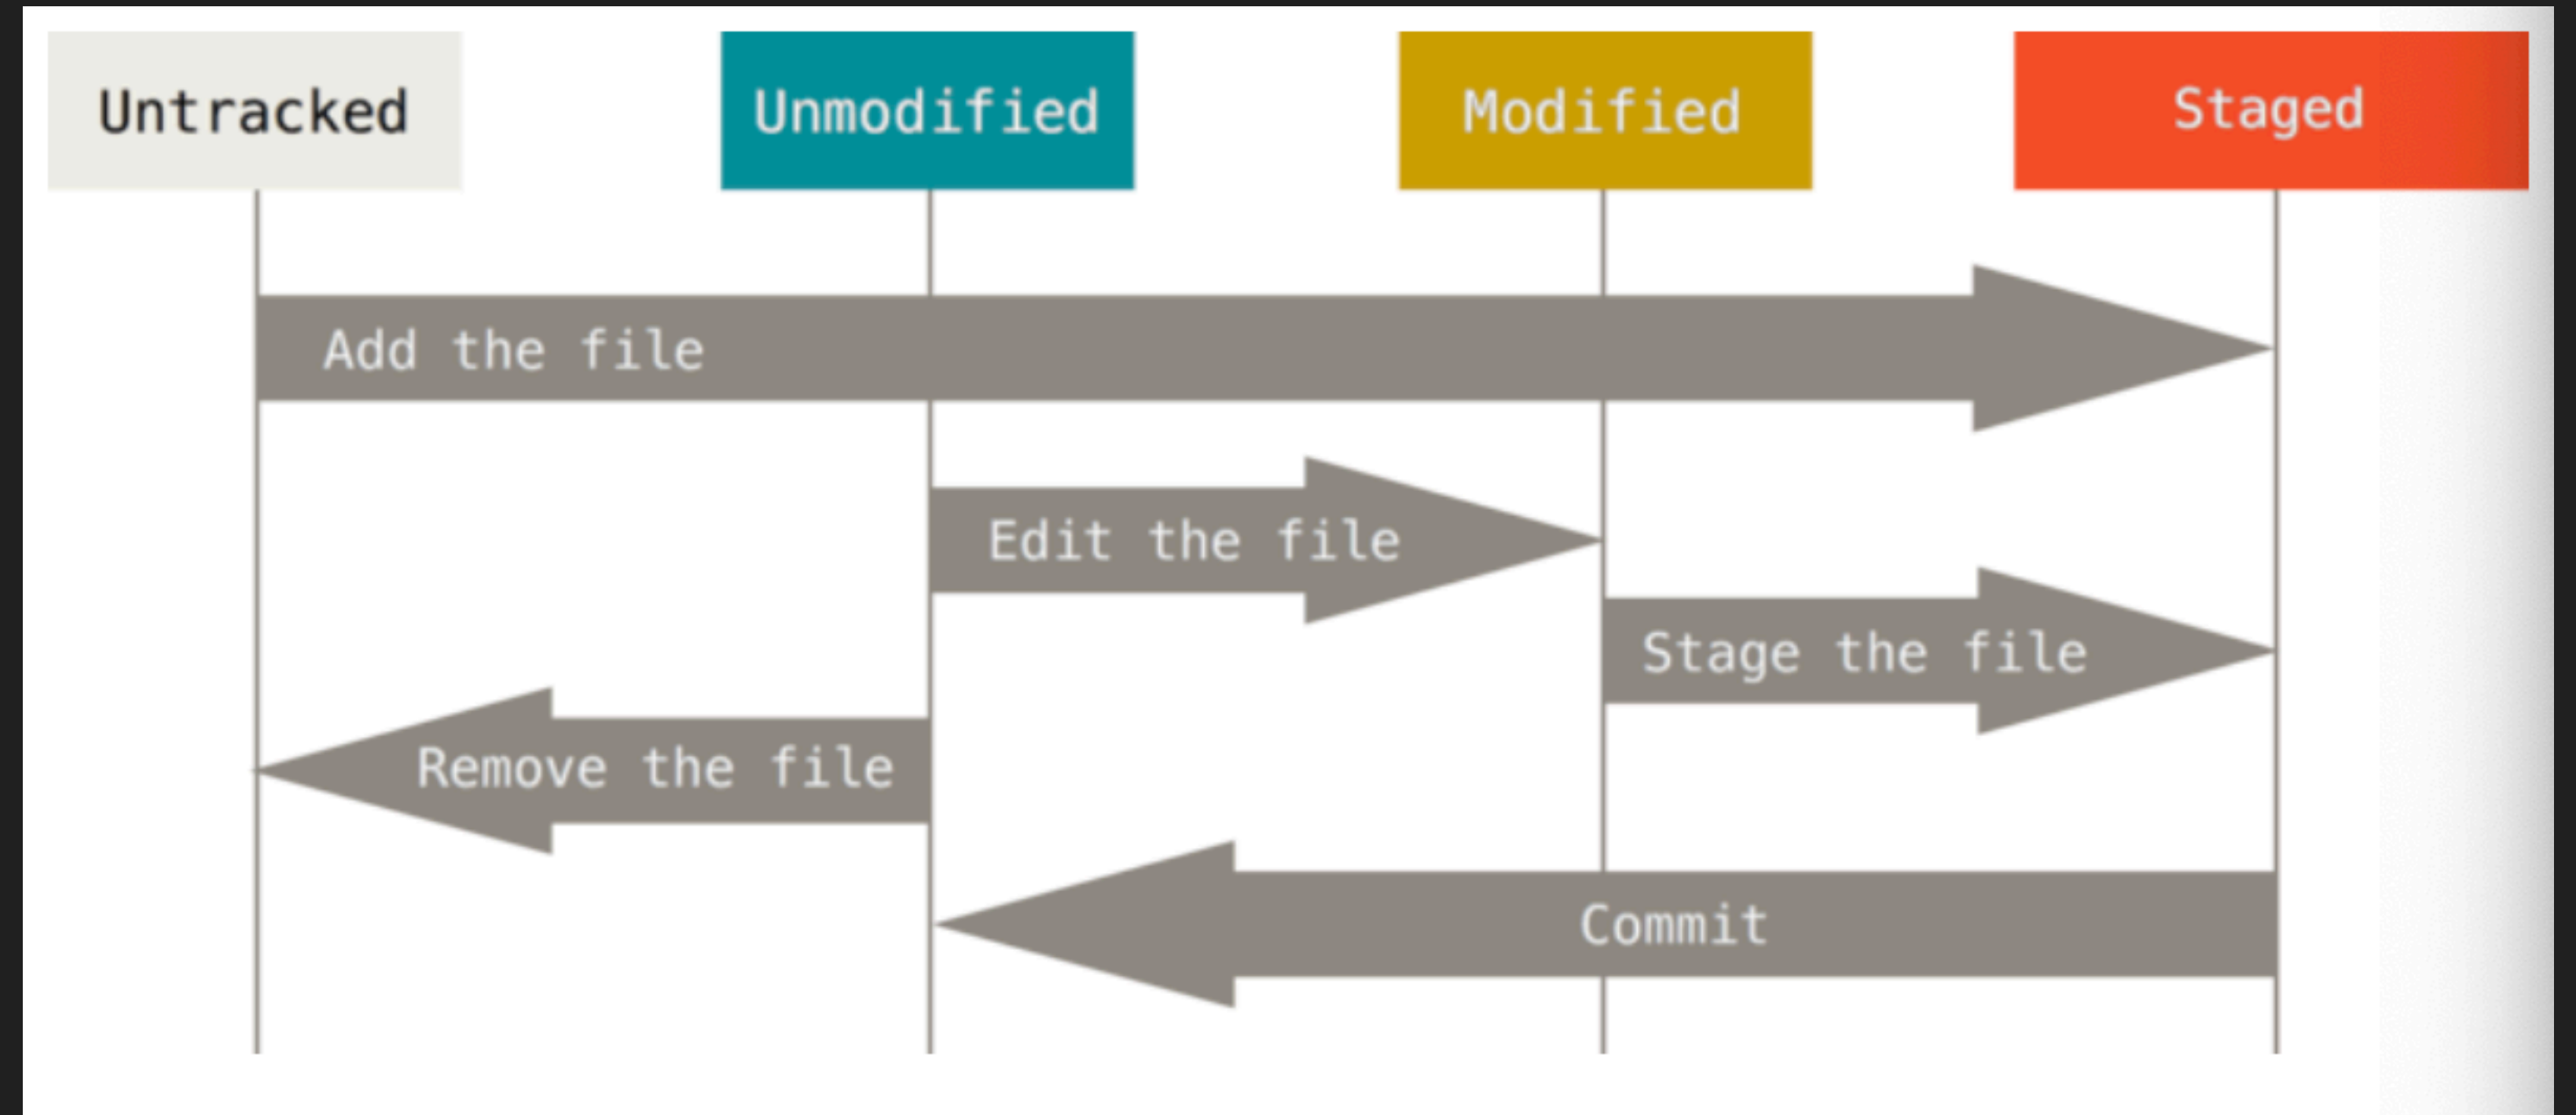 Untracked
Unmodified
Modified
Staged
Add the file
Edit the file
Stage the file
Remove the file
Commit